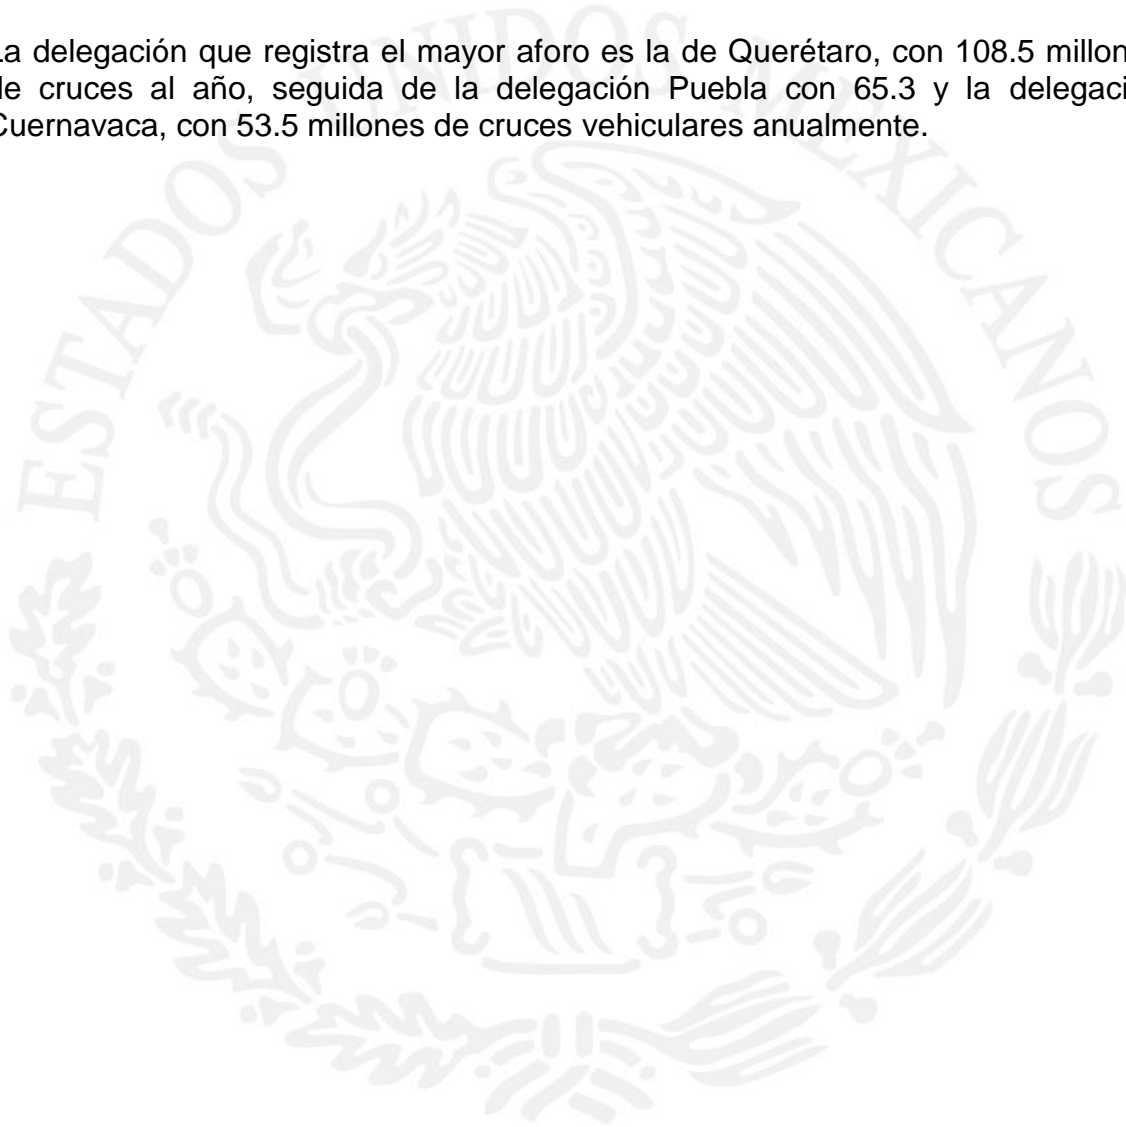 La delegación que registra el mayor aforo es la de Querétaro, con 108.5 millon
de cruces al año, seguida de la delegación Puebla con 65.3 y la delegaci
Cuernavaca, con 53.5 millones de cruces vehiculares anualmente.
ESTADOS UNIDOS MEXICANOS